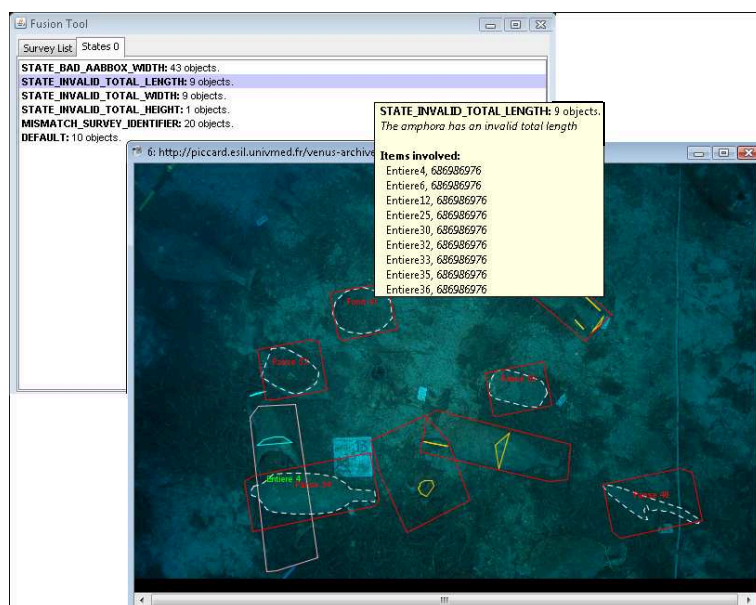 Fusion Tool
Survey List States 0
STATE_BAD_AABBOX_WIDTH: 43 objects.
STATE_INVALID_TOTAL_LENGTH: 9 objects.
STATE_INVALID_TOTAL_WIDTH: 9 objects.
STATE_INVALID_TOTAL_HEIGHT: 1 objects.
MISMATCH_SURVEY_IDENTIFIER: 20 objects.
DEFAULT: 10 objects.
STATE_INVALID_TOTAL_LENGTH: 9 objects.
The amphora has an invalid total length
Items involved:
Entiere4, 686986976
Entiere6, 686986976
Entiere12, 686986976
Entiere25, 686986976
Entiere30, 686986976
Entiere32, 686986976
Entiere33, 686986976
Entiere35, 686986976
Entiere36, 686986976
6: http://piccard.esil.univmed.fr/venus-archive
Entiere 4